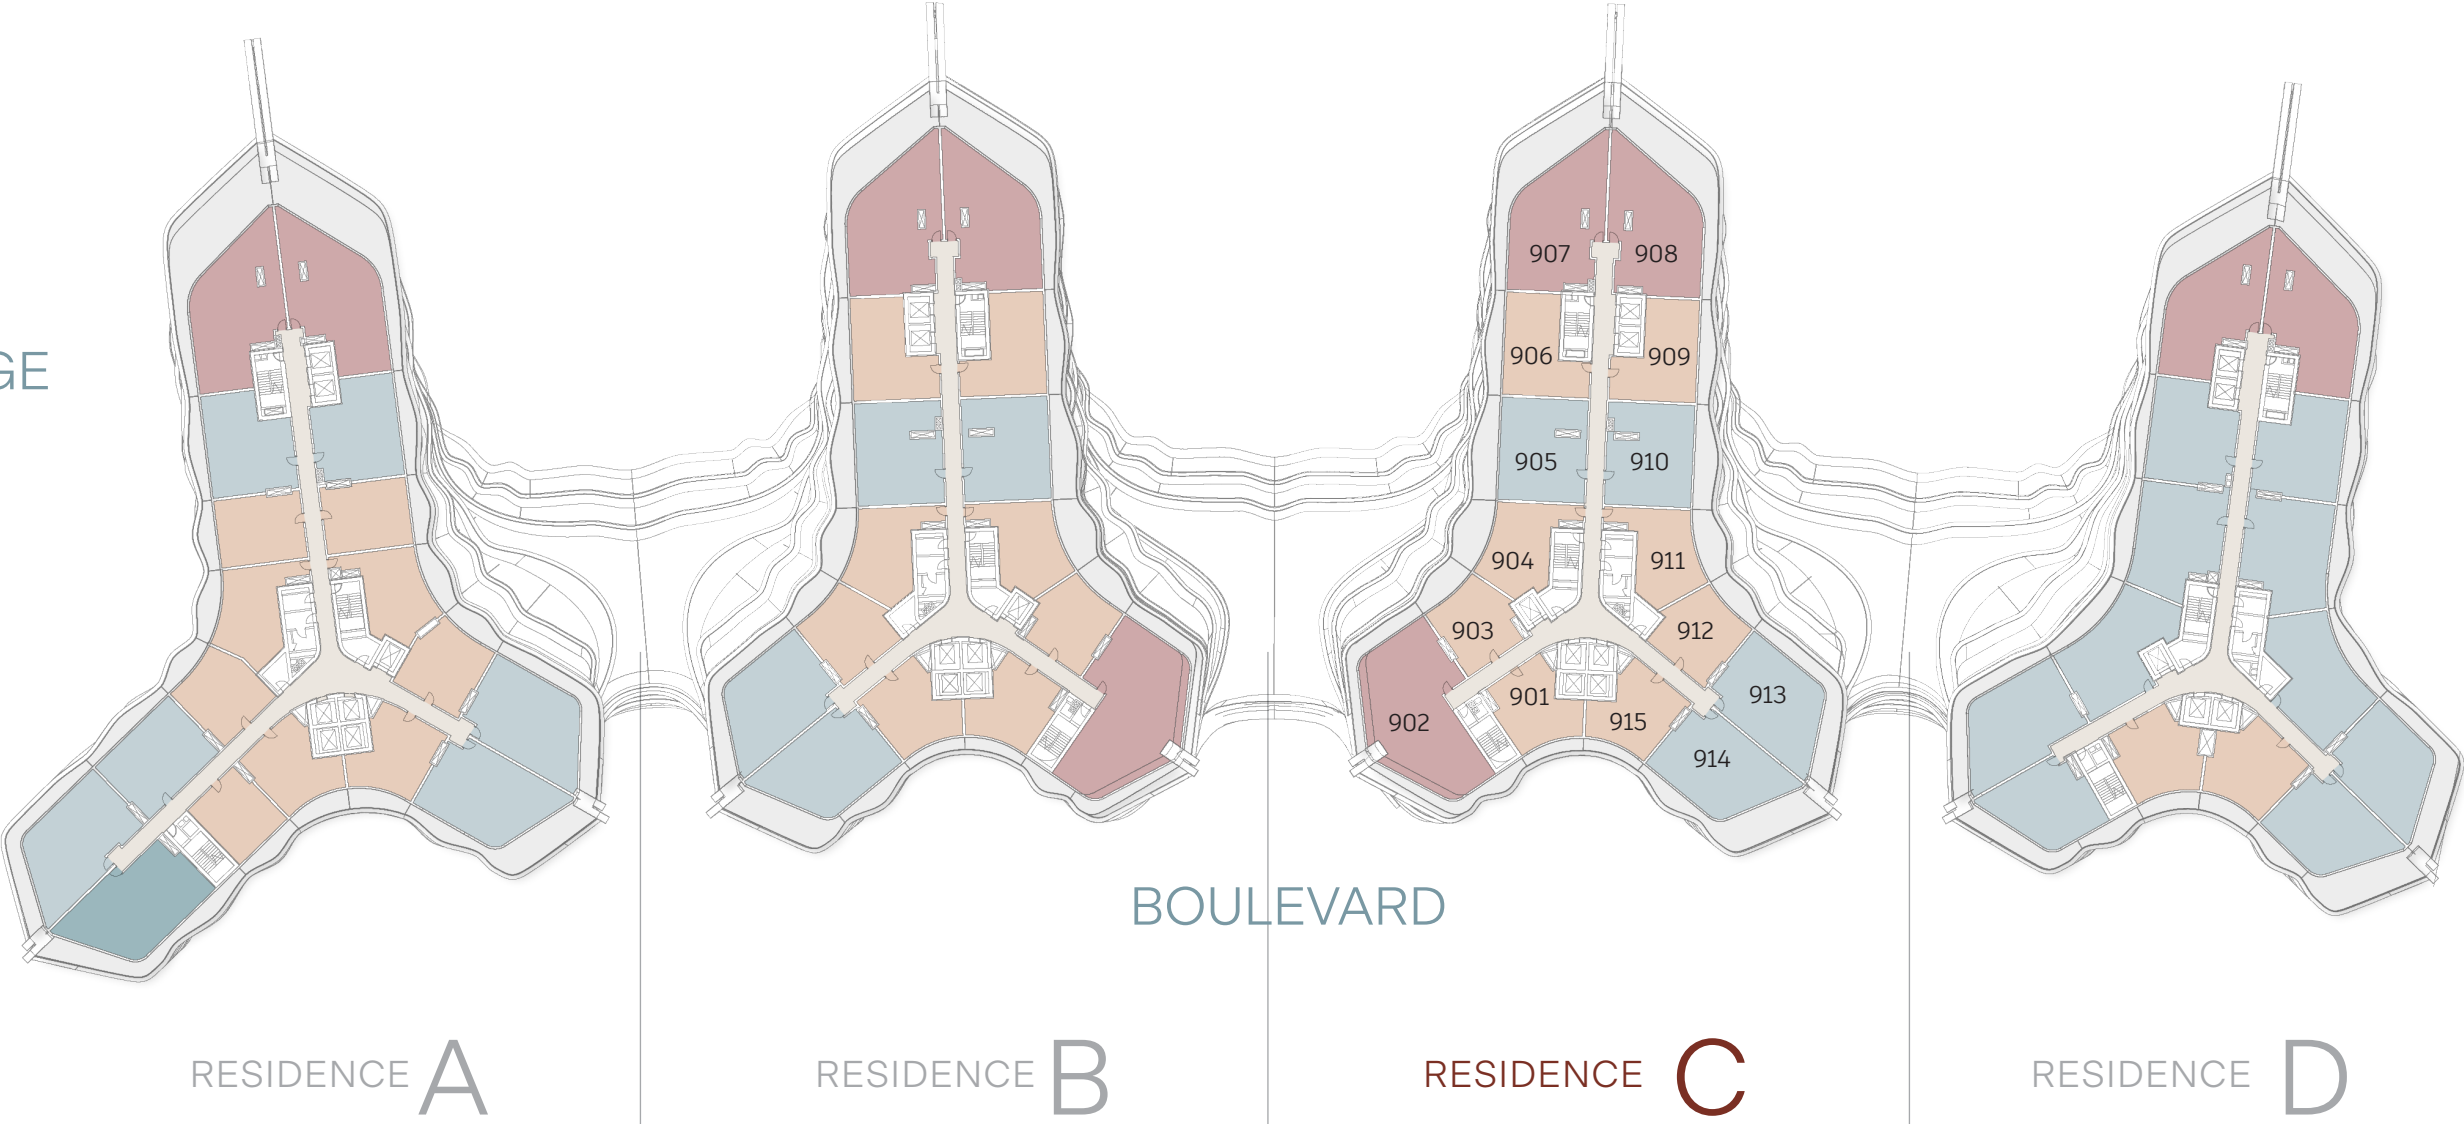 907 908
906 909
GE
905 910
904 911
903 912
901 913
902 915
914
BOULEVARD
RESIDENCE A
RESIDENCE B
RESIDENCE C
RESIDENCE D